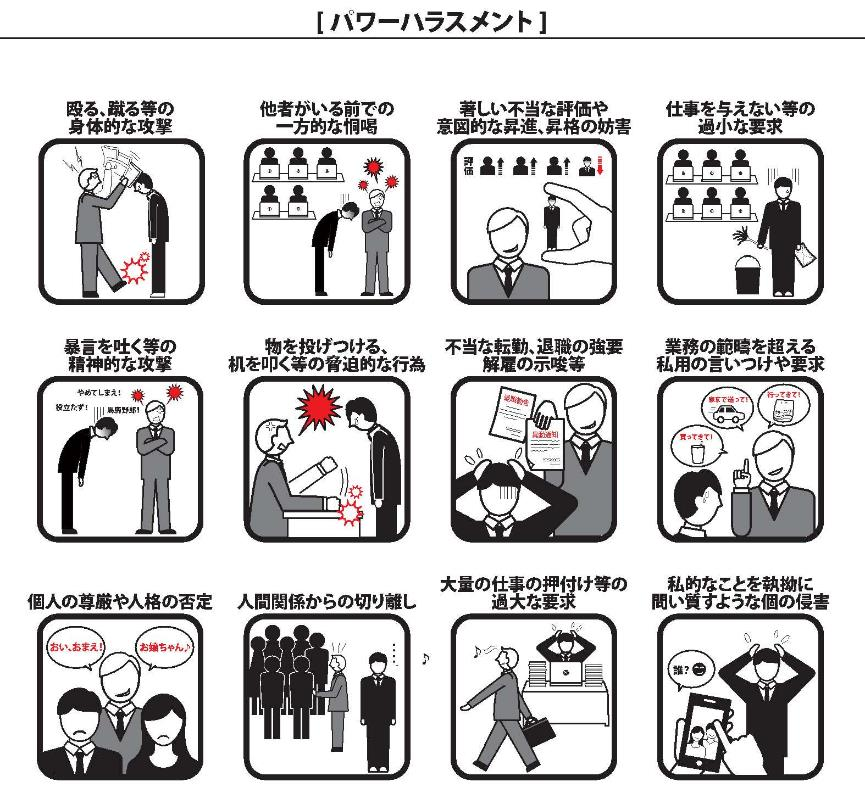 [ パワーハラスメント ]
殴る、蹴る等の
身体的な攻撃
他者がいる前での
一方的な恫喝
著しい不当な評価や
意図的な昇進、昇格の妨害
評価
仕事を与えない等の
過小な要求
暴言を吐く等の
精神的な攻撃
やめてしまえ!
役立たず!
馬鹿野郎!
物を投げつける、
机を叩く等の脅迫的な行為
不当な転勤、退職の強要
解雇の示唆等
退職勧告
異動通知
業務の範疇を超える
私用の言いつけや要求
家まで送って!
行ってきて!
買ってきて!
個人の尊厳や人格の否定
おい、おまえ!
お嬢ちゃん♪
人間関係からの切り離し
大量の仕事の押付け等の
過大な要求
私的なことを執拗に
問い質すような個の侵害
誰?